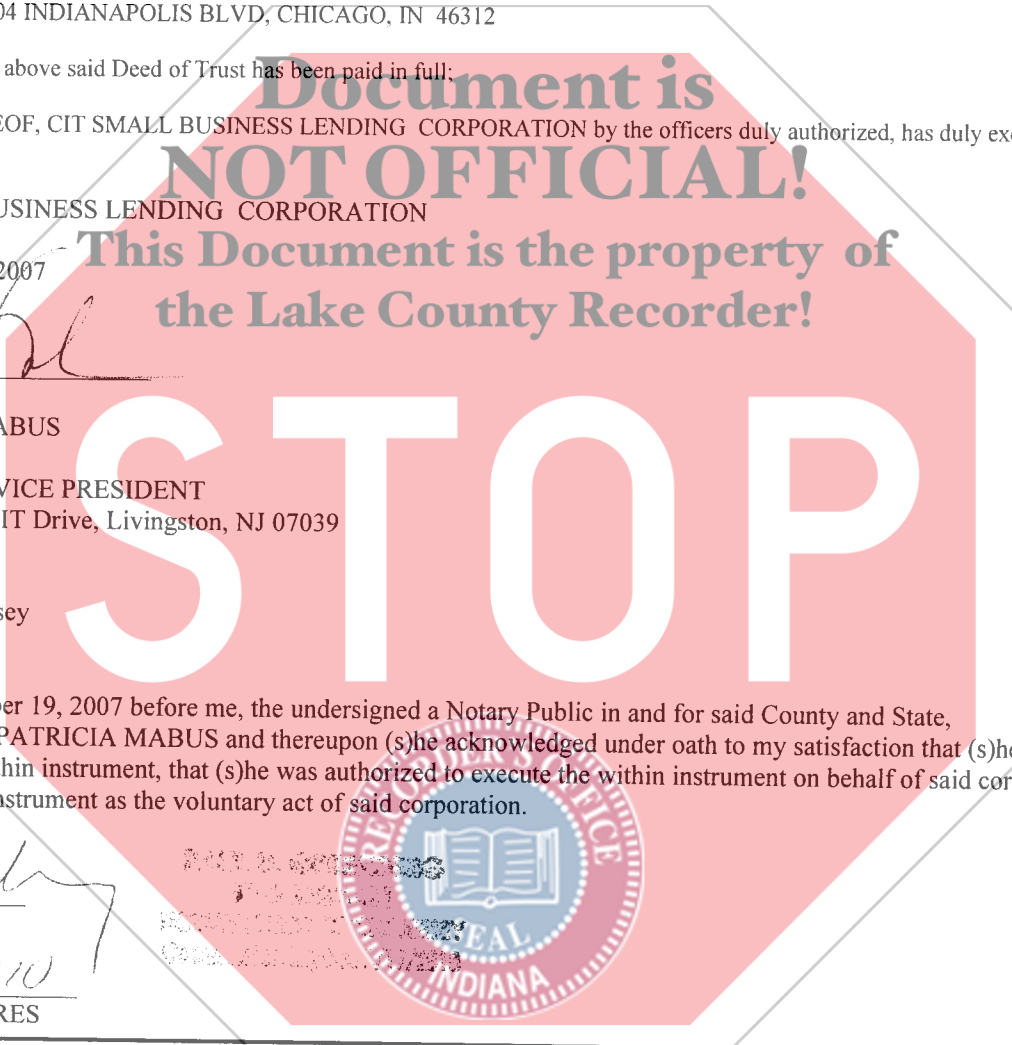 04 INDIANAPOLIS BLVD, CHICAGO, IN 46312
above said Deed of Trust has been paid in full;
Document is
EOF, CIT SMALL BUSINESS LENDING CORPORATION by the officers duly authorized, has duly exe
NOT OFFICIAL!
USINESS LENDING CORPORATION
This Document is the property of
2007
the Lake County Recorder!
ABUS
STOP
VICE PRESIDENT
IT Drive, Livingston, NJ 07039
sey
er 19, 2007 before me, the undersigned a Notary Public in and for said County and State,
PATRICIA MABUS and thereupon (s)he acknowledged under oath to my satisfaction that (s)he
thin instrument, that (s)he was authorized to execute the within instrument on behalf of said cor
nstrument as the voluntary act of said corporation.
RECORDER'S OFFICE
SEAL
INDIANA
RES